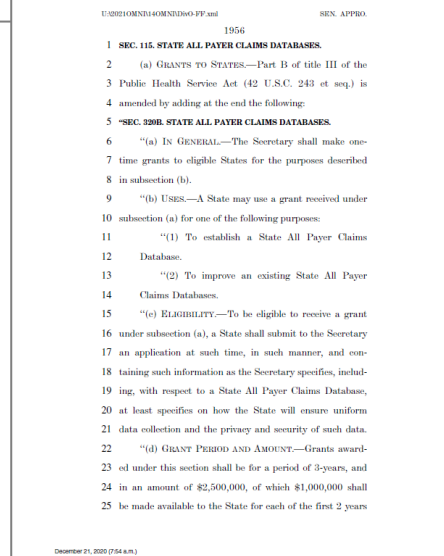 U:\2021OMNI\14OMNI\DivO-FF.xml SEN. APPRO.
1956
1 SEC. 115. STATE ALL PAYER CLAIMS DATABASES.
2 (a) GRANTS TO STATES.—Part B of title III of the
3 Public Health Service Act (42 U.S.C. 243 et seq.) is
4 amended by adding at the end the following:
5 “SEC. 320B. STATE ALL PAYER CLAIMS DATABASES.
6 ‘‘(a) IN GENERAL.—The Secretary shall make one-
7 time grants to eligible States for the purposes described
8 in subsection (b).
9 ‘‘(b) USES.—A State may use a grant received under
10 subsection (a) for one of the following purposes:
11 ‘‘(1) To establish a State All Payer Claims
12 Database.
13 ‘‘(2) To improve an existing State All Payer
14 Claims Databases.
15 ‘‘(c) ELIGIBILITY.—To be eligible to receive a grant
16 under subsection (a), a State shall submit to the Secretary
17 an application at such time, in such manner, and con-
18 taining such information as the Secretary specifies, includ-
19 ing, with respect to a State All Payer Claims Database,
20 at least specifics on how the State will ensure uniform
21 data collection and the privacy and security of such data.
22 ‘‘(d) GRANT PERIOD AND AMOUNT.—Grants award-
23 ed under this section shall be for a period of 3-years, and
24 in an amount of $2,500,000, of which $1,000,000 shall
25 be made available to the State for each of the first 2 years
December 21, 2020 (7:54 a.m.)